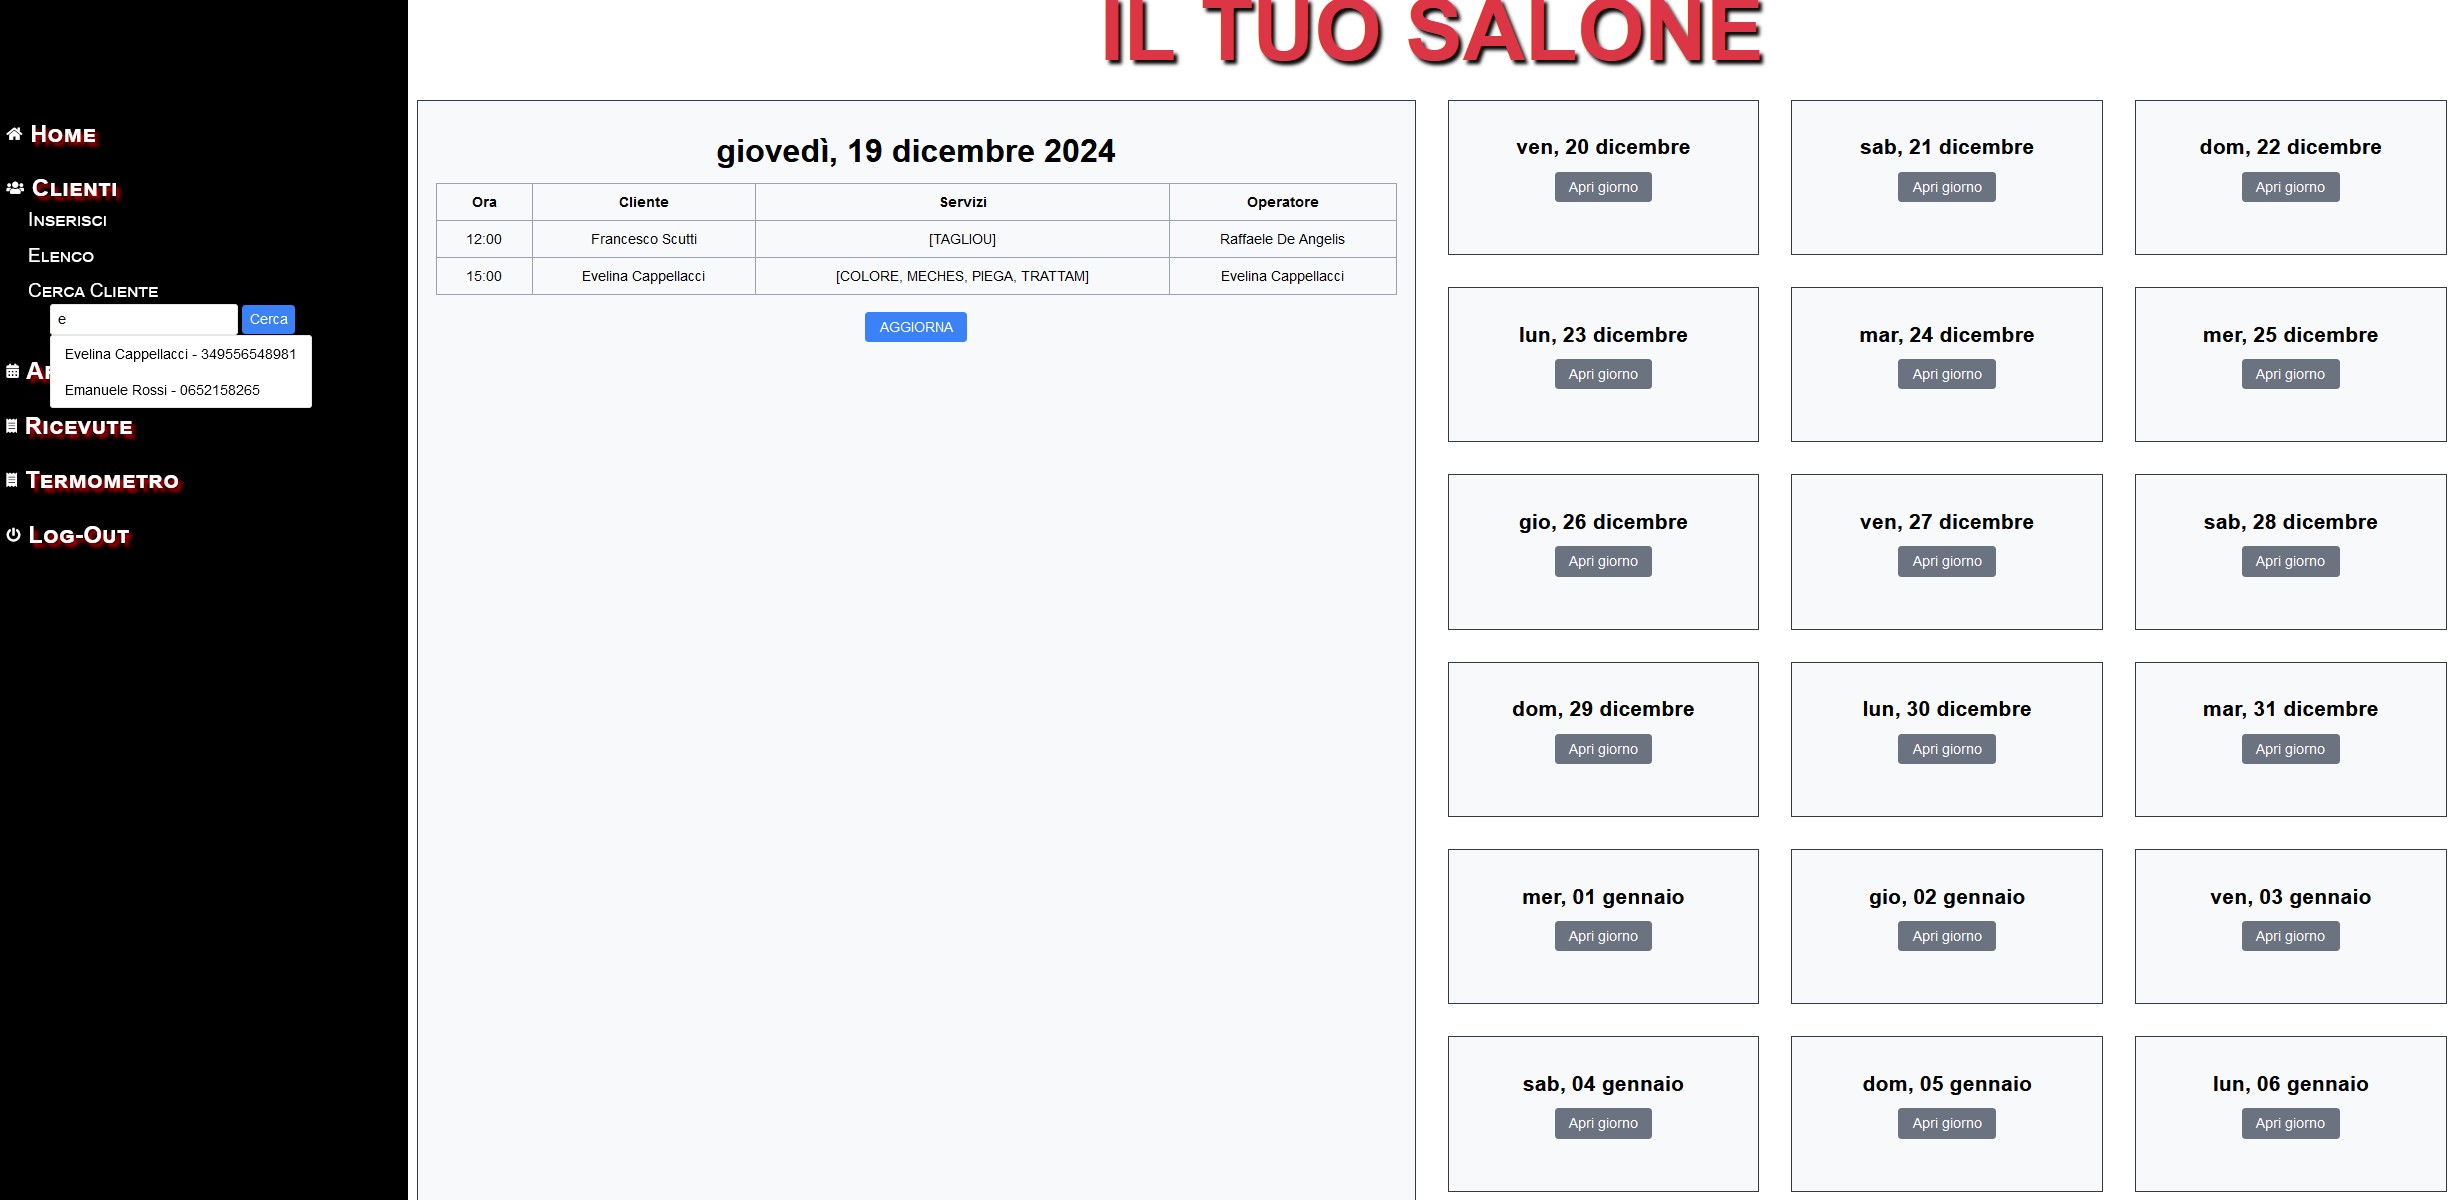 IL TUO SALONE
Home
Clienti
Inserisci
Elenco
Cerca Cliente
e Cerca
Evelina Cappellacci - 349556548981
Emanuele Rossi - 0652158265
Ricevute
Termometro
Log-Out
giovedì, 19 dicembre 2024
Ora Cliente Servizi Operatore
12:00 Francesco Scutti [TAGLIOU] Raffaele De Angelis
15:00 Evelina Cappellacci [COLORE, MECHES, PIEGA, TRATTAM] Evelina Cappellacci
AGGIORNA
ven, 20 dicembre
Apri giorno
sab, 21 dicembre
Apri giorno
dom, 22 dicembre
Apri giorno
lun, 23 dicembre
Apri giorno
mar, 24 dicembre
Apri giorno
mer, 25 dicembre
Apri giorno
gio, 26 dicembre
Apri giorno
ven, 27 dicembre
Apri giorno
sab, 28 dicembre
Apri giorno
dom, 29 dicembre
Apri giorno
lun, 30 dicembre
Apri giorno
mar, 31 dicembre
Apri giorno
mer, 01 gennaio
Apri giorno
gio, 02 gennaio
Apri giorno
ven, 03 gennaio
Apri giorno
sab, 04 gennaio
Apri giorno
dom, 05 gennaio
Apri giorno
lun, 06 gennaio
Apri giorno